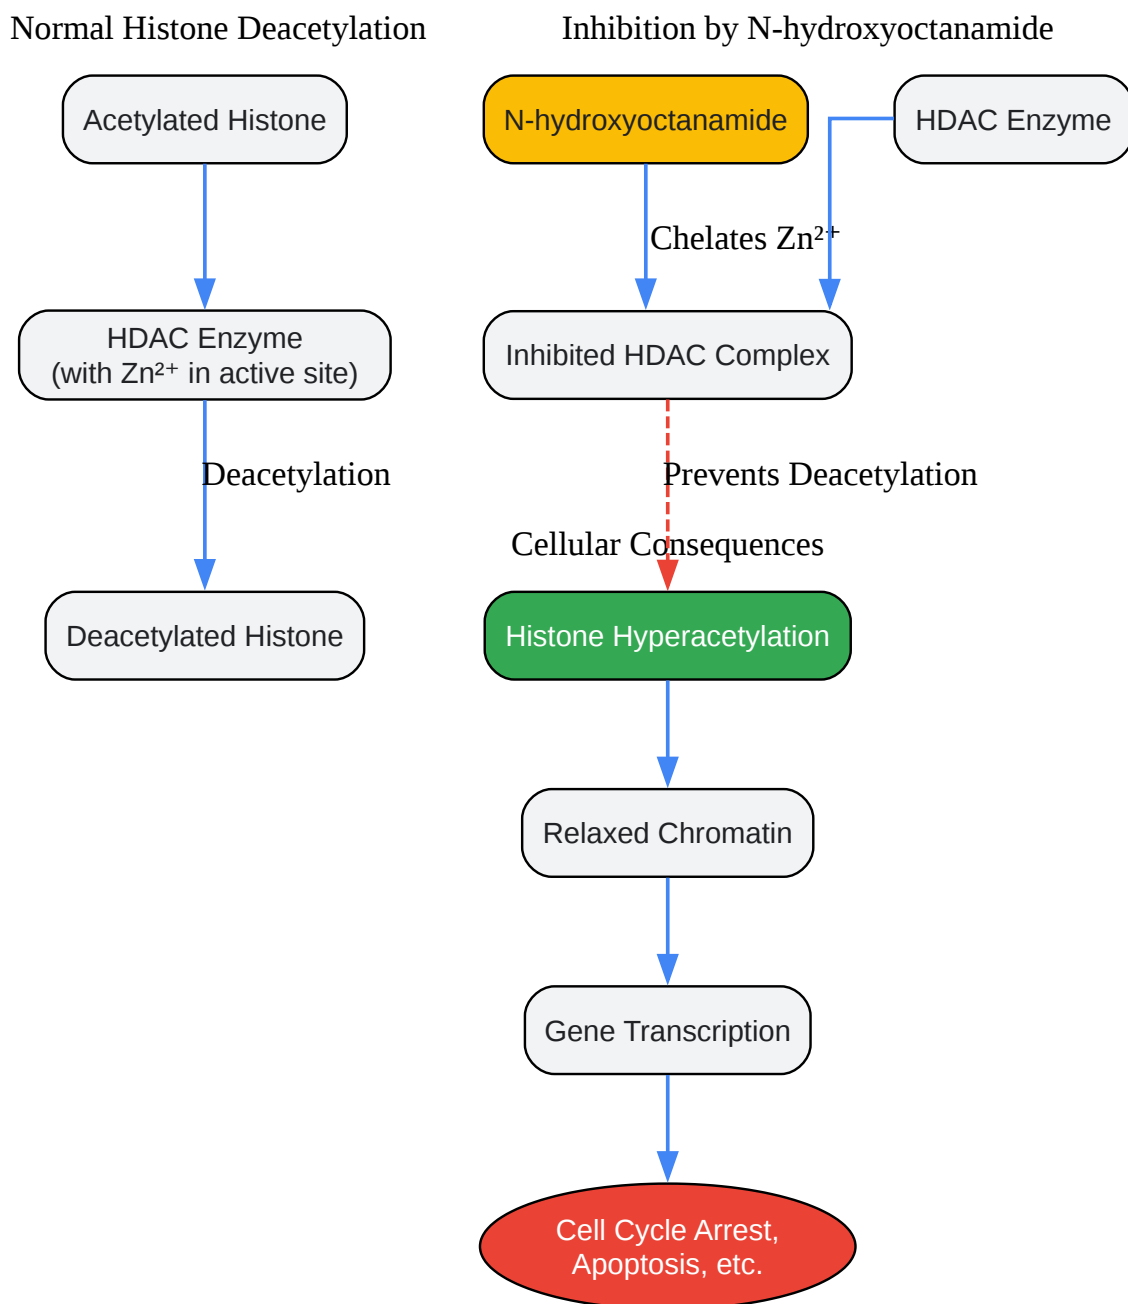 Normal Histone Deacetylation
Acetylated Histone
HDAC Enzyme
(with Zn²⁺ in active site)
Deacetylation
Deacetylated Histone
Inhibition by N-hydroxyoctanamide
N-hydroxyoctanamide
HDAC Enzyme
Chelates Zn²⁺
Inhibited HDAC Complex
Prevents Deacetylation
Cellular Consequences
Histone Hyperacetylation
Relaxed Chromatin
Gene Transcription
Cell Cycle Arrest,
Apoptosis, etc.